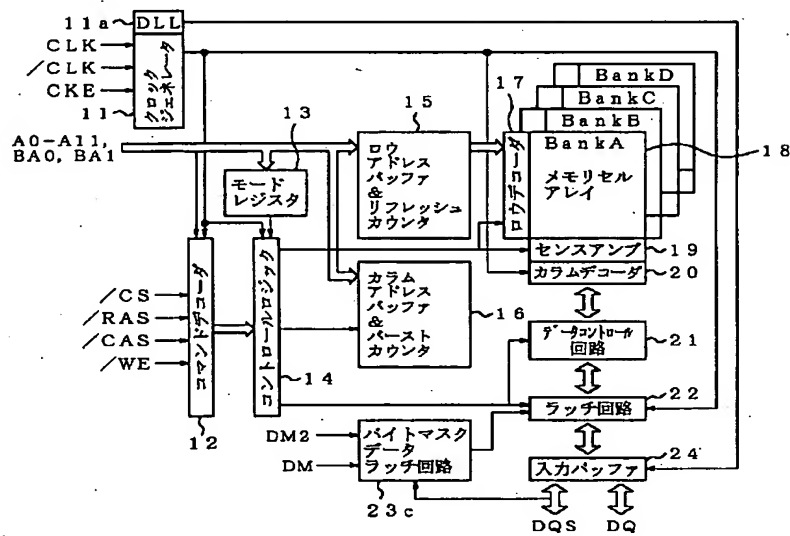 11a
DLL
CLK
/CLK
CKE
11
クロック
ジェネレータ
A0-A11,
BA0, BA1
13
モード
レジスタ
15
ロウ
アドレス
バッファ
&
リフレッシュ
カウンタ
17
ロウデコーダ
BankD
BankC
BankB
BankA
メモリセル
アレイ
18
センスアンプ
19
カラムデコーダ
20
/CS
/RAS
/CAS
/WE
コマンドデコーダ
12
コントロールロジック
14
カラム
アドレス
バッファ
&
バースト
カウンタ
16
データコントロール
回路
21
ラッチ回路
22
DM2
DM
バイトマスク
データ
ラッチ回路
23c
入力バッファ
24
DQS
DQ